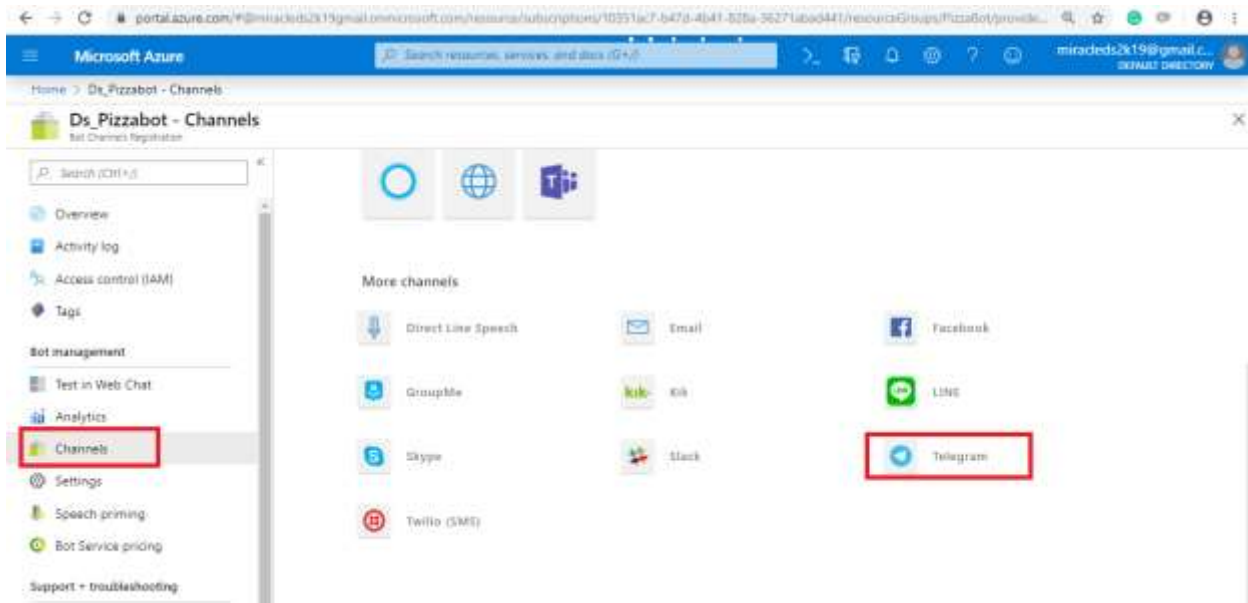 portal.azure.com/
Microsoft Azure
Search resources, services, and docs (G+/)
miracleds2k19@gmail.c...
DEFAULT DIRECTORY
Home > Ds_Pizzabot - Channels
Ds_Pizzabot - Channels
Bot Channels Registration
Search (Ctrl+/)
Overview
Activity log
Access control (IAM)
Tags
Bot management
Test in Web Chat
Analytics
Channels
Settings
Speech priming
Bot Service pricing
Support + troubleshooting
More channels
Direct Line Speech
Email
Facebook
GroupMe
kik Kik
LINE
Skype
Slack
Telegram
Twilio (SMS)